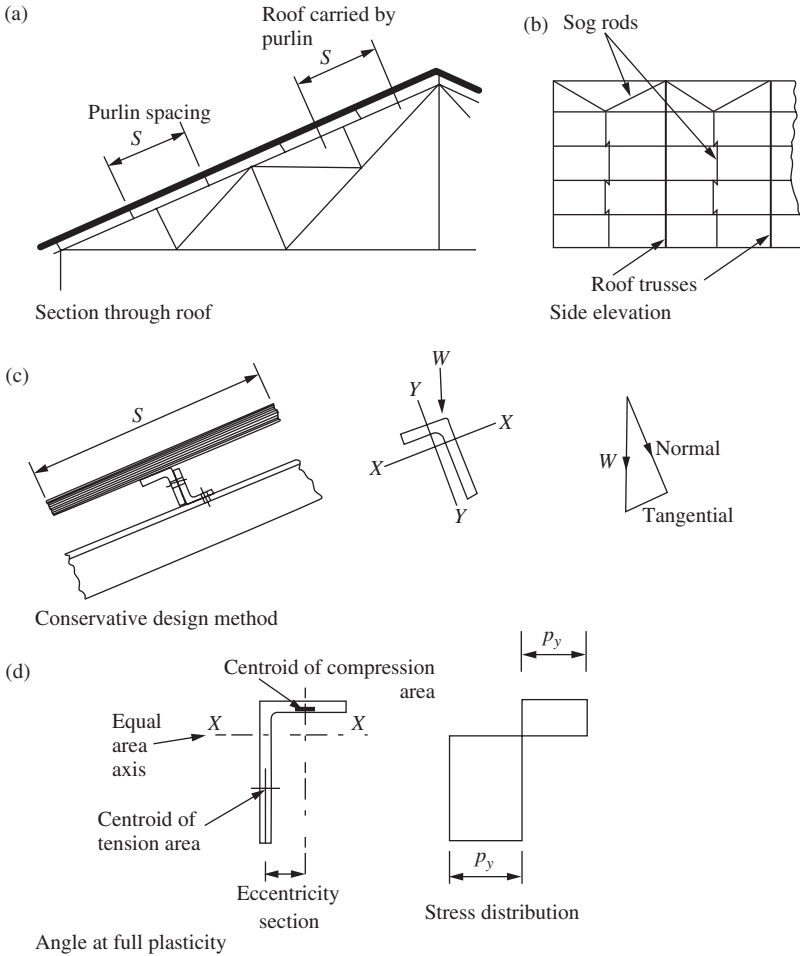 (a)
Roof carried by
purlin
S
Purlin spacing
S
Section through roof
(b)
Sog rods
Roof trusses
Side elevation
(c)
S
W
Y
X
X
Y
W
Normal
Tangential
Conservative design method
(d)
Centroid of compression
area
Equal
area
axis
X
X
Centroid of
tension area
Eccentricity
section
Angle at full plasticity
p_y
p_y
Stress distribution